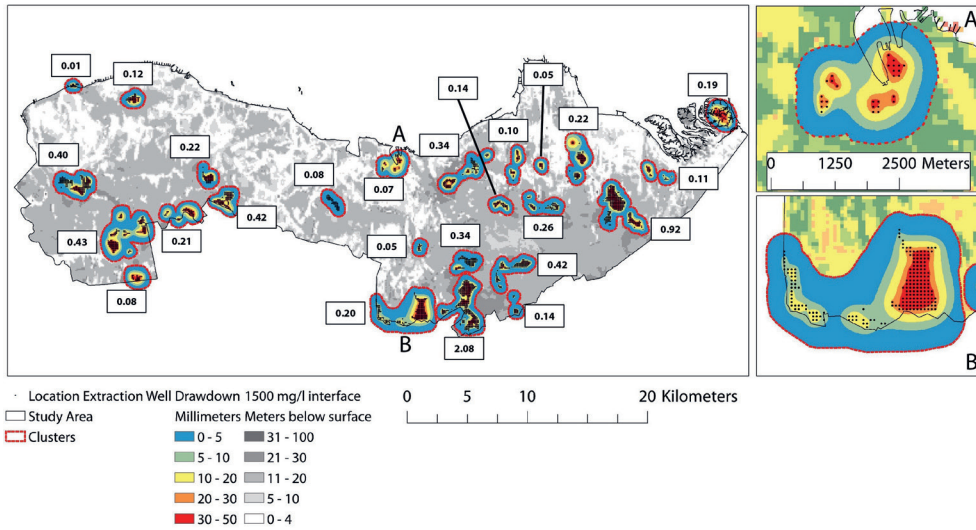 0.01
0.12
0.14
0.05
0.19
0.40
0.22
A
0.34
0.10
0.22
0.08
0.07
0.11
0.43
0.21
0.42
0.05
0.34
0.26
0.92
0.08
0.20
0.42
0.14
B
2.08
A
0 1250 2500 Meters
B
Location Extraction Well Drawdown 1500 mg/l interface
Study Area Millimeters Meters below surface
Clusters 0 - 5 31 - 100
5 - 10 21 - 30
10 - 20 11 - 20
20 - 30 5 - 10
30 - 50 0 - 4
0 5 10 20 Kilometers